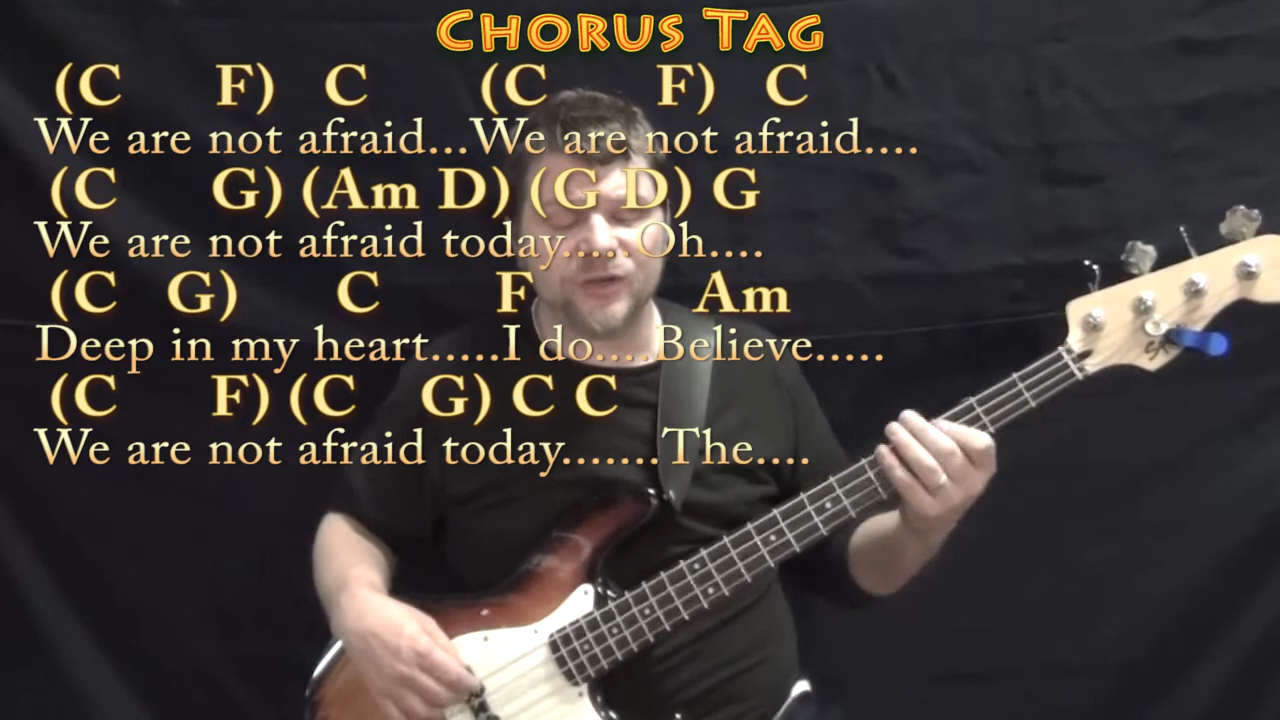 Chorus Tag
(C F) C (C F) C
We are not afraid...We are not afraid....
(C G) (Am D) (G D) G
We are not afraid today.....Oh....
(C G) C F Am
Deep in my heart.....I do....Believe.....
(C F) (C G) C C
We are not afraid today.......The....